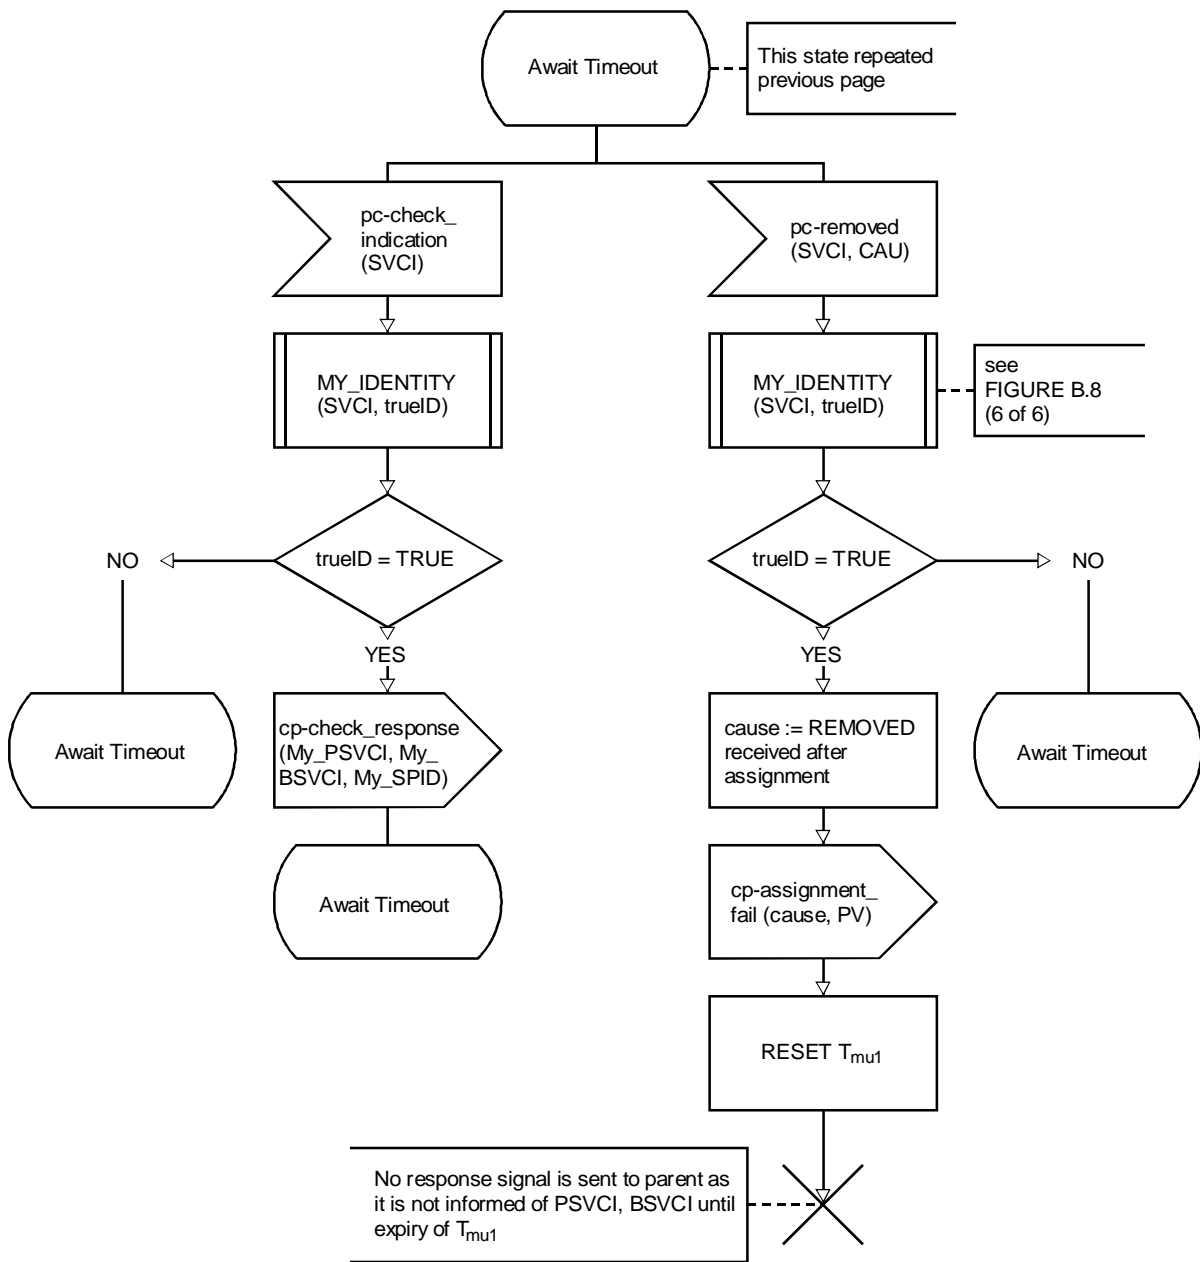 Await Timeout
This state repeated
previous page
pc-check_
indication
(SVCI)
pc-removed
(SVCI, CAU)
MY_IDENTITY
(SVCI, trueID)
MY_IDENTITY
(SVCI, trueID)
see
FIGURE B.8
(6 of 6)
NO
trueID = TRUE
trueID = TRUE
NO
YES
YES
Await Timeout
cp-check_response
(My_PSVCI, My_
BSVCI, My_SPID)
cause := REMOVED
received after
assignment
Await Timeout
Await Timeout
cp-assignment_
fail (cause, PV)
RESET Tmu1
No response signal is sent to parent as
it is not informed of PSVCI, BSVCI until
expiry of Tmu1